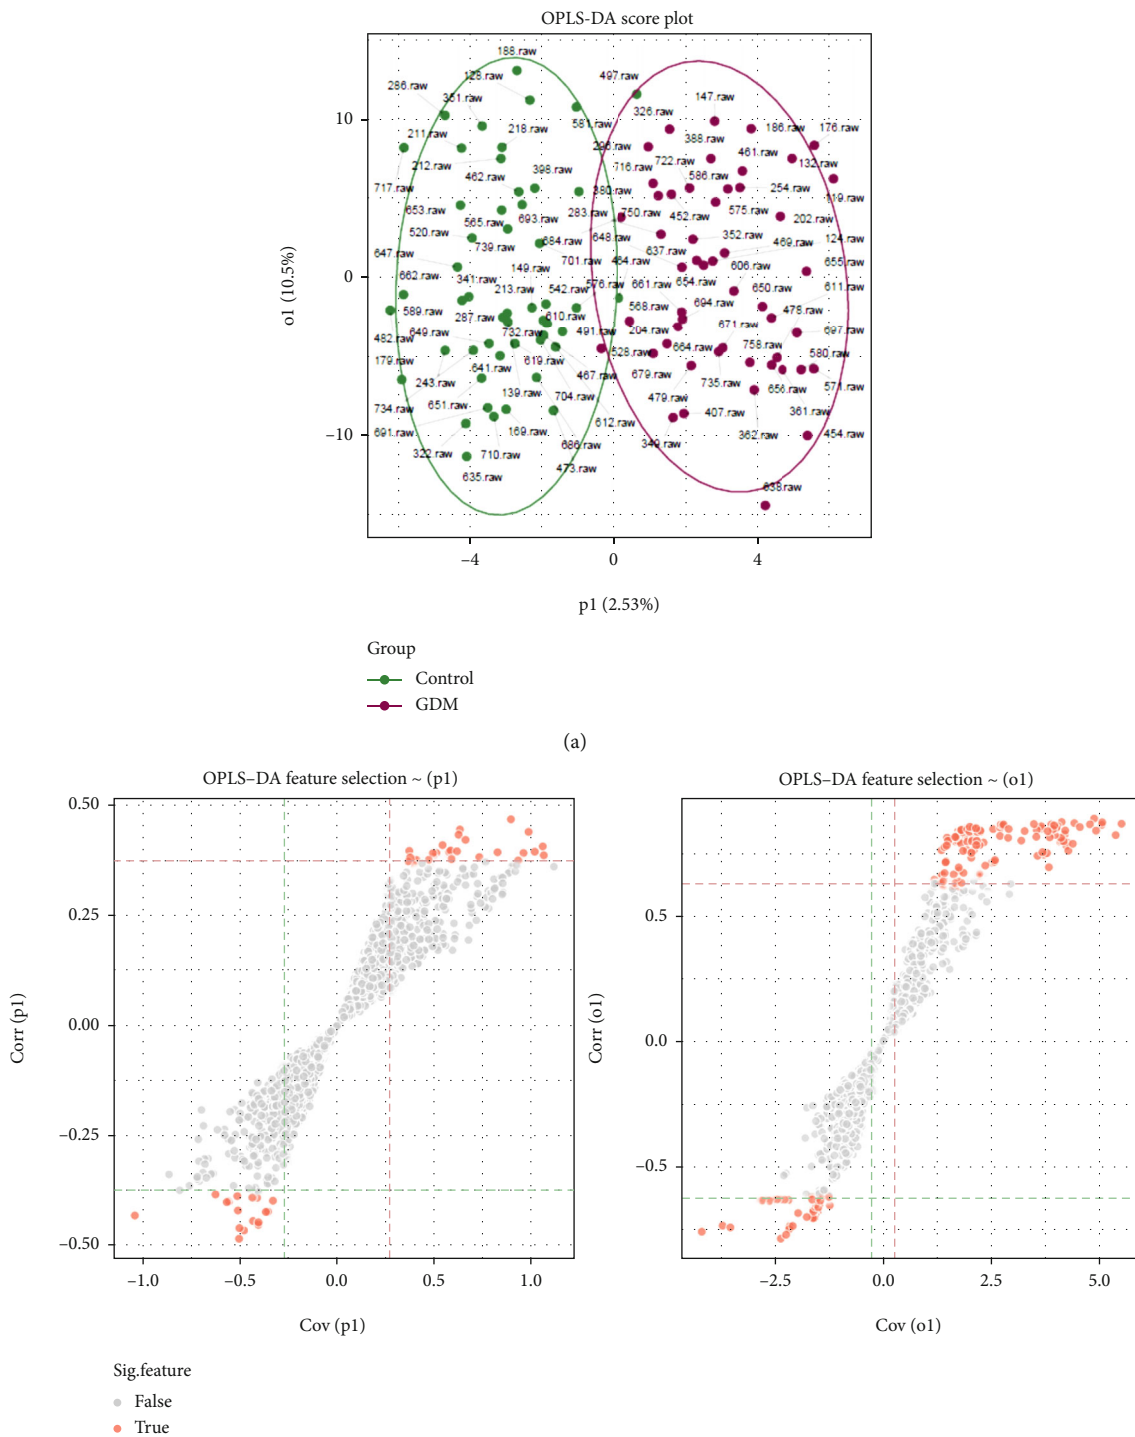 OPLS-DA score plot
188.raw
128.raw
497.raw
286.raw
351.raw
326.raw
147.raw
211.raw
218.raw
581.raw
388.raw
186.raw
176.raw
212.raw
398.raw
296.raw
722.raw
461.raw
132.raw
462.raw
716.raw
586.raw
717.raw
380.raw
254.raw
119.raw
653.raw
565.raw
693.raw
283.raw
750.raw
452.raw
575.raw
202.raw
520.raw
739.raw
684.raw
648.raw
352.raw
124.raw
647.raw
149.raw
701.raw
464.raw
637.raw
469.raw
655.raw
662.raw
341.raw
213.raw
542.raw
576.raw
661.raw
654.raw
606.raw
650.raw
611.raw
589.raw
287.raw
610.raw
568.raw
694.raw
478.raw
482.raw
649.raw
732.raw
491.raw
204.raw
671.raw
697.raw
179.raw
641.raw
619.raw
528.raw
664.raw
758.raw
580.raw
243.raw
139.raw
467.raw
679.raw
735.raw
656.raw
571.raw
734.raw
651.raw
704.raw
479.raw
407.raw
361.raw
691.raw
169.raw
612.raw
322.raw
710.raw
686.raw
349.raw
362.raw
454.raw
635.raw
473.raw
638.raw
10
0
−10
o1 (10.5%)
−4
0
4
p1 (2.53%)
Group
Control
GDM
(a)
OPLS–DA feature selection ~ (p1)
0.50
0.25
0.00
−0.25
−0.50
Corr (p1)
−1.0
−0.5
0.0
0.5
1.0
Cov (p1)
OPLS–DA feature selection ~ (o1)
0.5
0.0
−0.5
Corr (o1)
−2.5
0.0
2.5
5.0
Cov (o1)
Sig.feature
False
True